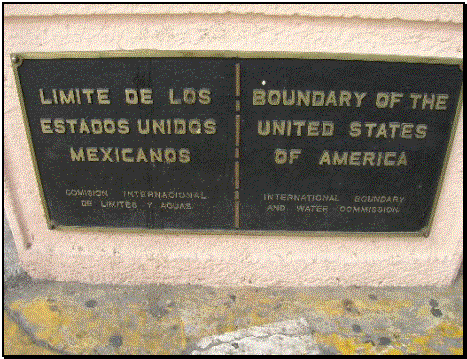 LIMITE DE LOS
ESTADOS UNIDOS
MEXICANOS
COMISION INTERNACIONAL
DE LIMITES Y AGUAS
BOUNDARY OF THE
UNITED STATES
OF AMERICA
INTERNATIONAL BOUNDARY
AND WATER COMMISSION